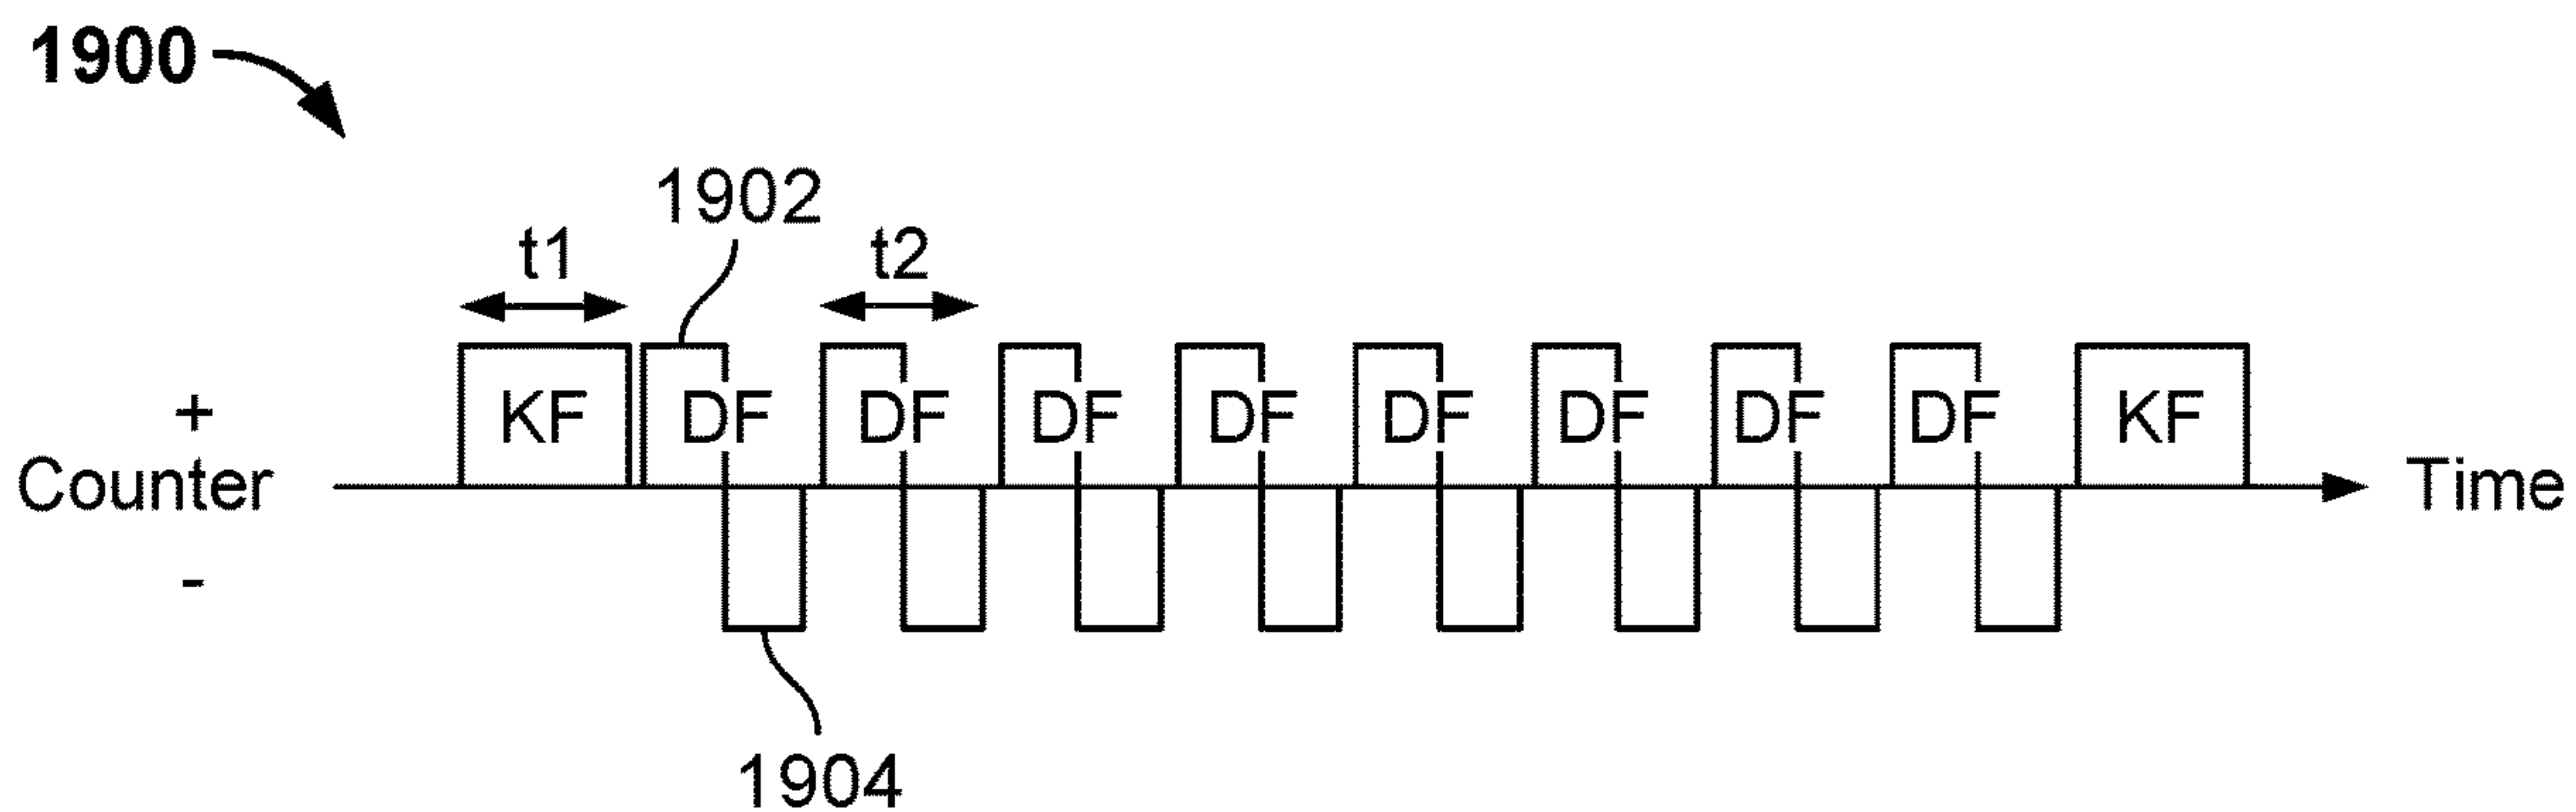 1900
1902
t1 t2
+
KF DF DF DF DF DF DF DF DF KF
Counter Time
-
1904